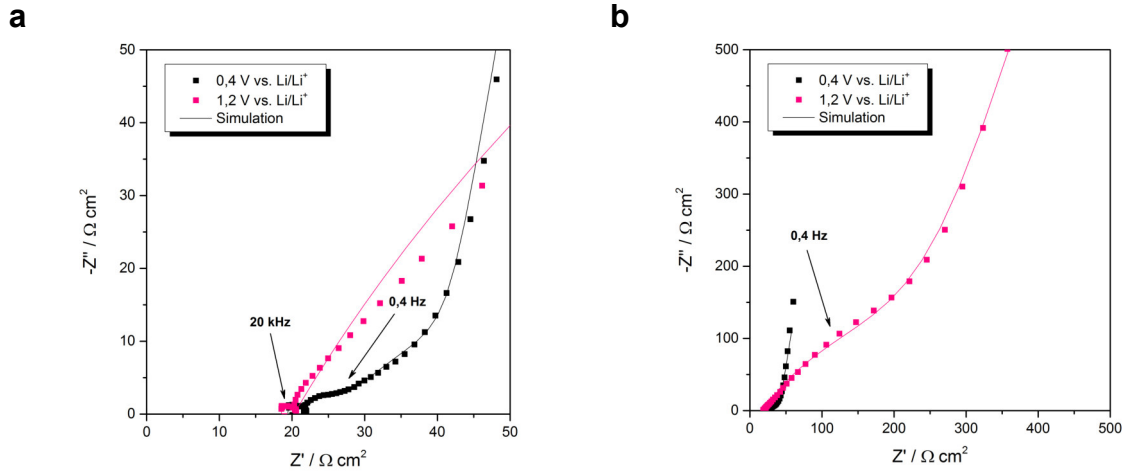 a
50
40
30
20
10
0
-Z'' / Ω cm²
0,4 V vs. Li/Li⁺
1,2 V vs. Li/Li⁺
Simulation
20 kHz
0,4 Hz
0 10 20 30 40 50
Z' / Ω cm²
b
500
400
300
200
100
0
-Z'' / Ω cm²
0,4 V vs. Li/Li⁺
1,2 V vs. Li/Li⁺
Simulation
0,4 Hz
0 100 200 300 400 500
Z' / Ω cm²